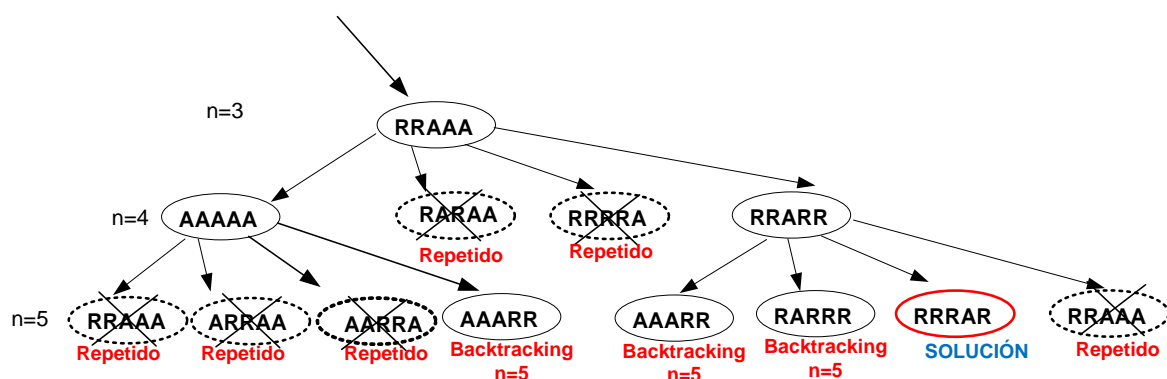 n=3
RRAAA
n=4
AAAAA
RARAA
Repetido
RRRRA
Repetido
RRARR
n=5
RRAAA
Repetido
ARRAA
Repetido
AARRA
Repetido
AAARR
Backtracking
n=5
AAARR
Backtracking
n=5
RARRR
Backtracking
n=5
RRRAR
SOLUCIÓN
RRAAA
Repetido